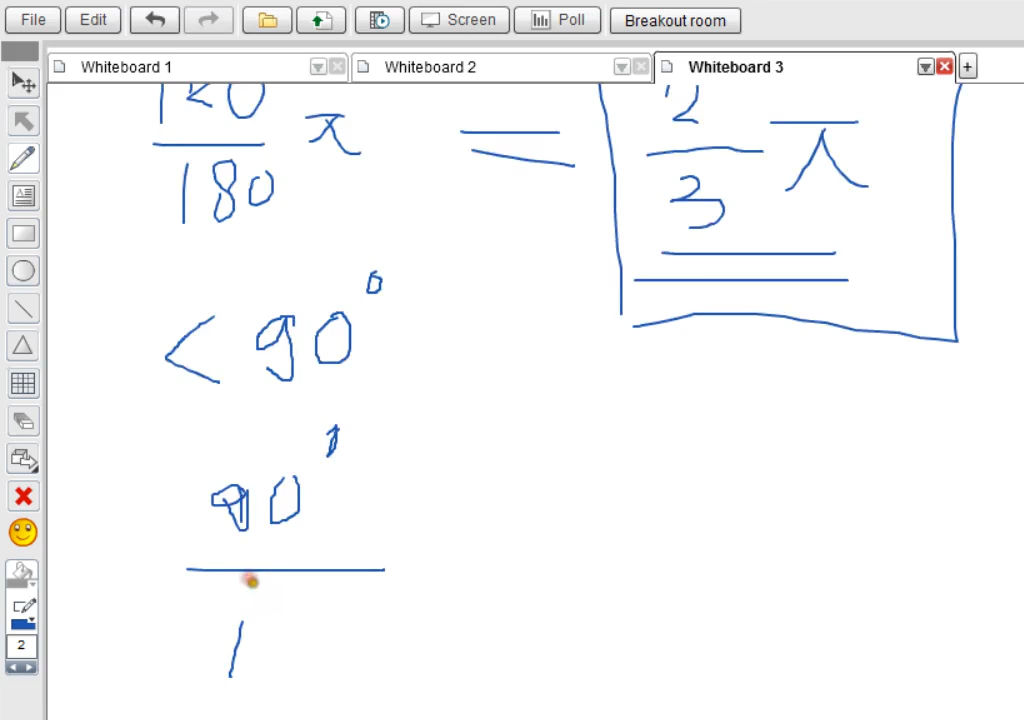 File Edit Screen Poll Breakout room
Whiteboard 1 Whiteboard 2 Whiteboard 3 +
120
180
π
=
2
3
π
< 90°
90°
1
2